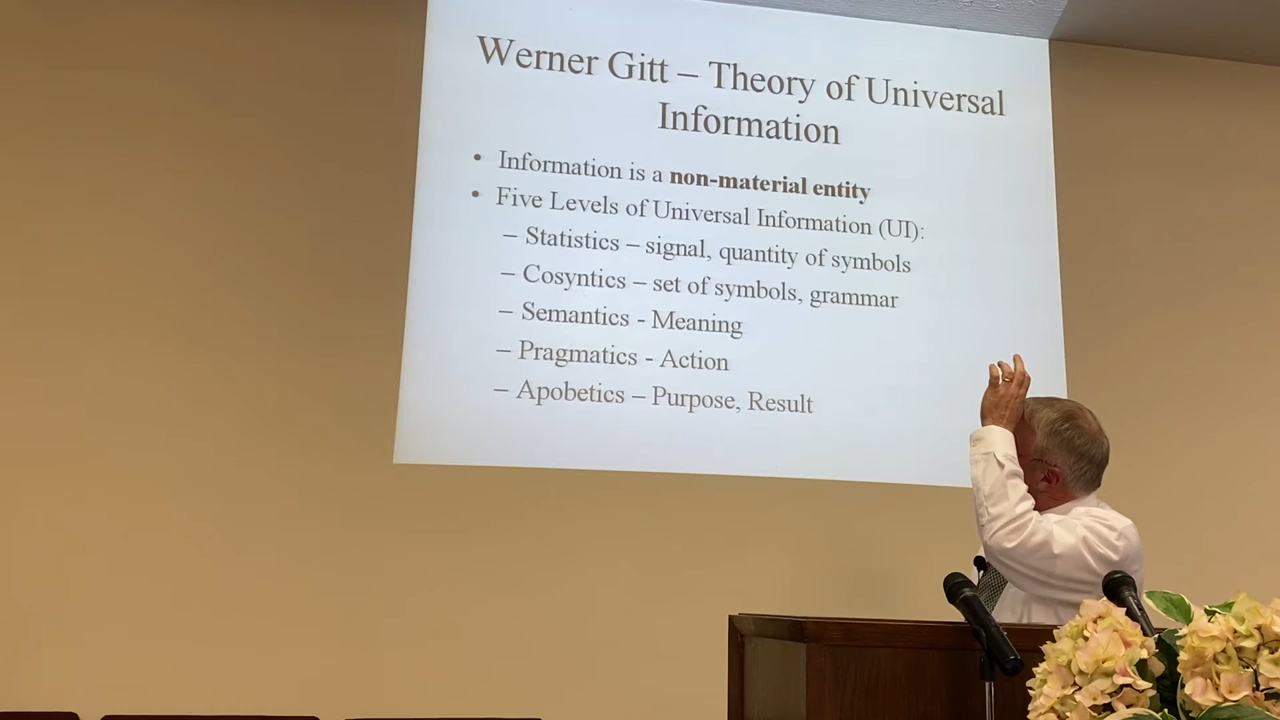 Werner Gitt – Theory of Universal
Information
• Information is a non-material entity
• Five Levels of Universal Information (UI):
– Statistics – signal, quantity of symbols
– Cosyntics – set of symbols, grammar
– Semantics - Meaning
– Pragmatics - Action
– Apobetics – Purpose, Result